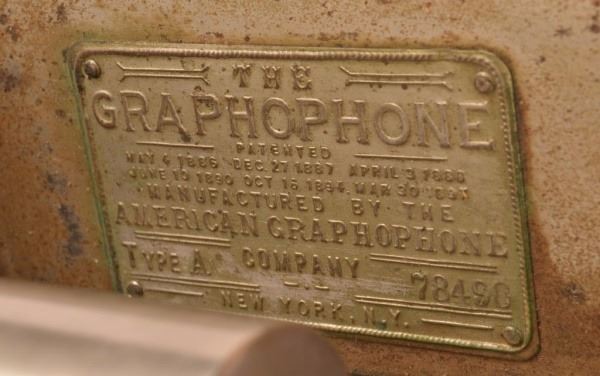 THE
GRAPHOPHONE
PATENTED
MAY 4 1886 DEC. 27 1887 APRIL 3 1888
JUNE 10 1890 OCT 16 1894 MAR 30 1897
MANUFACTURED BY THE
AMERICAN GRAPHOPHONE
TYPE A. COMPANY 78490
NEW YORK, N.Y.